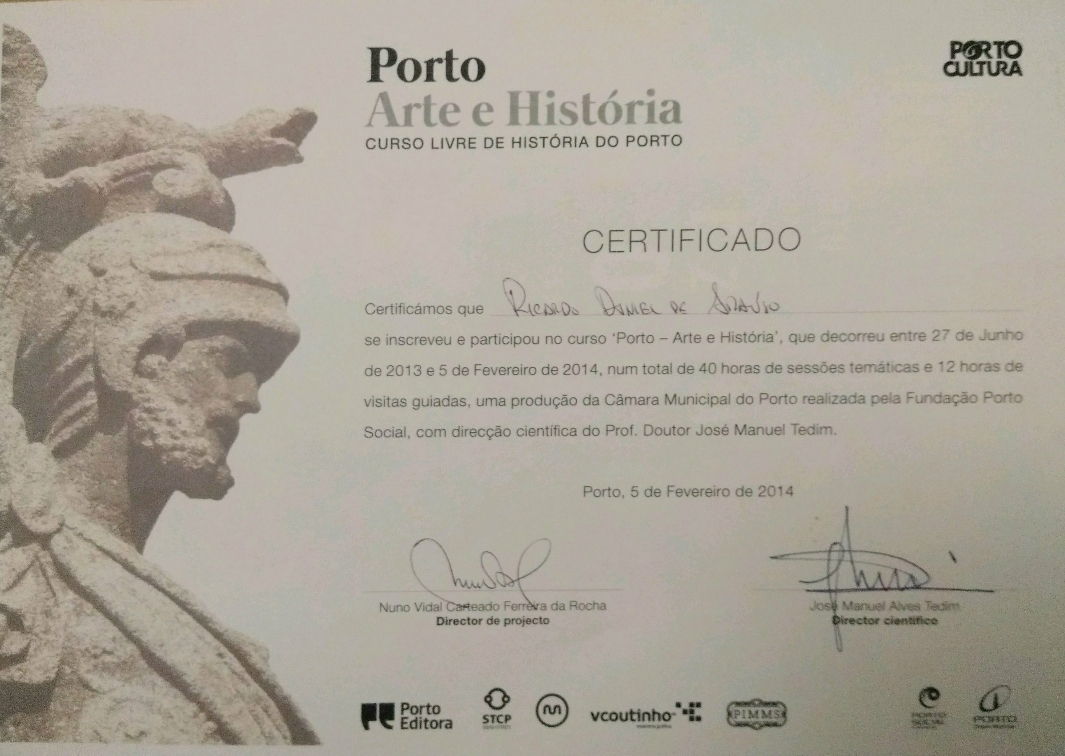 Porto
Arte e História
CURSO LIVRE DE HISTÓRIA DO PORTO
PORTO
CULTURA
CERTIFICADO
Certificámos que Ricardo Daniel de Araújo
se inscreveu e participou no curso ‘Porto – Arte e História’, que decorreu entre 27 de Junho
de 2013 e 5 de Fevereiro de 2014, num total de 40 horas de sessões temáticas e 12 horas de
visitas guiadas, uma produção da Câmara Municipal do Porto realizada pela Fundação Porto
Social, com direcção científica do Prof. Doutor José Manuel Tedim.
Porto, 5 de Fevereiro de 2014
Nuno Vidal Carteado Ferreira da Rocha
Director de projecto
José Manuel Alves Tedim
Director científico
Porto
Editora
STCP
vcoutinho
PIMMS
PORTO
SOCIAL
PORTO